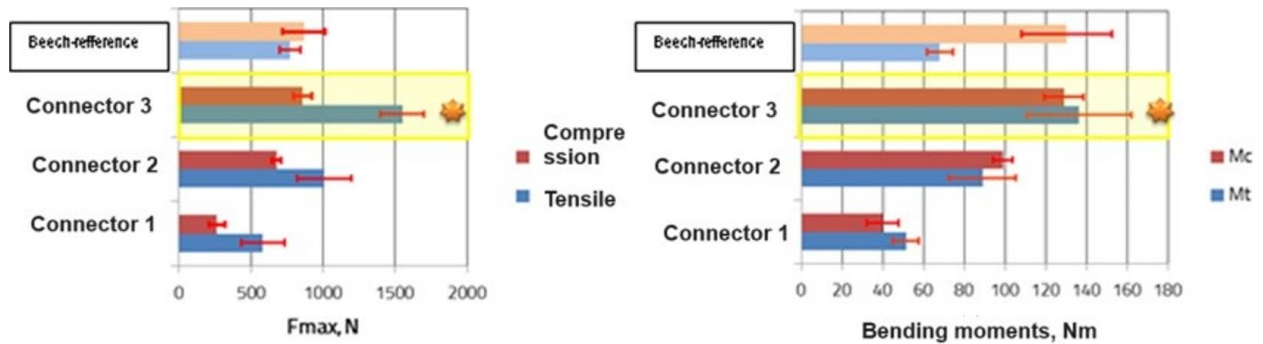 Beech-refference
Connector 3
Connector 2
Connector 1
0 500 1000 1500 2000
Fmax, N
Compre
ssion
Tensile
Beech-refference
Connector 3
Connector 2
Connector 1
0 20 40 60 80 100 120 140 160 180
Bending moments, Nm
Mc
Mt